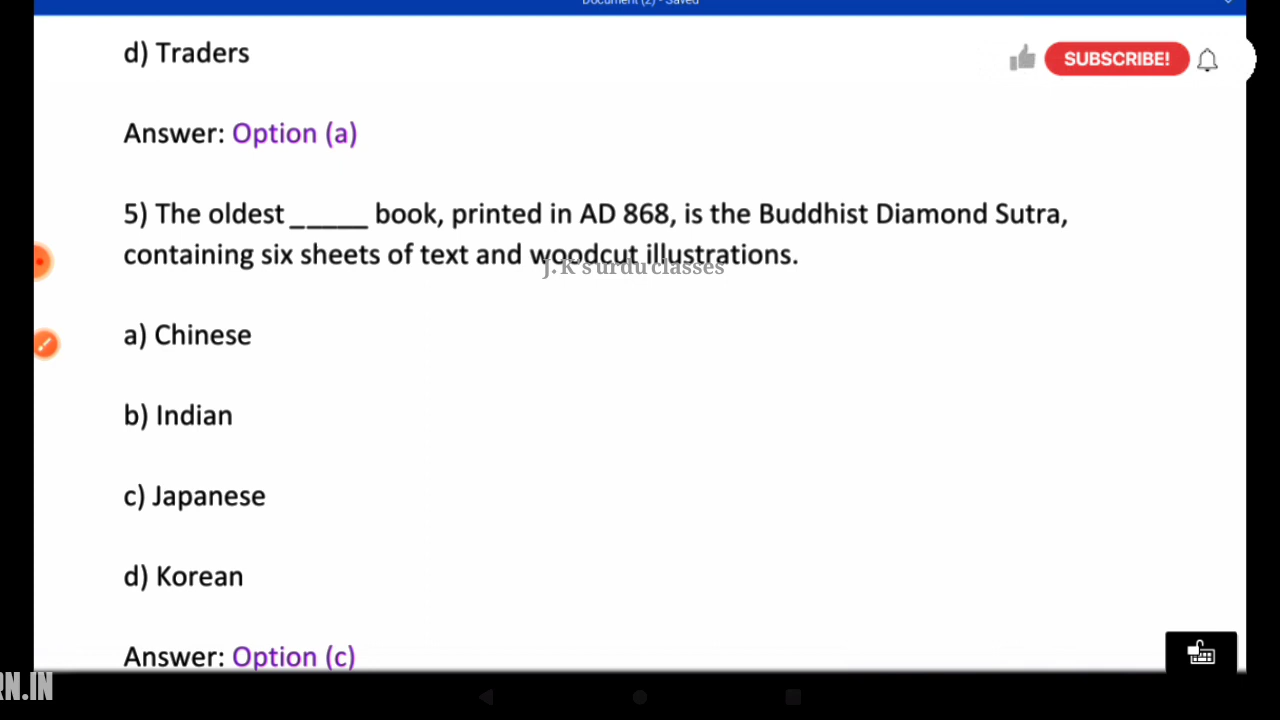 Document (2) - Saved
d) Traders
SUBSCRIBE!
Answer: Option (a)
5) The oldest _____ book, printed in AD 868, is the Buddhist Diamond Sutra,
containing six sheets of text and woodcut illustrations.
J.K's urdu classes
a) Chinese
b) Indian
c) Japanese
d) Korean
Answer: Option (c)
RN.IN